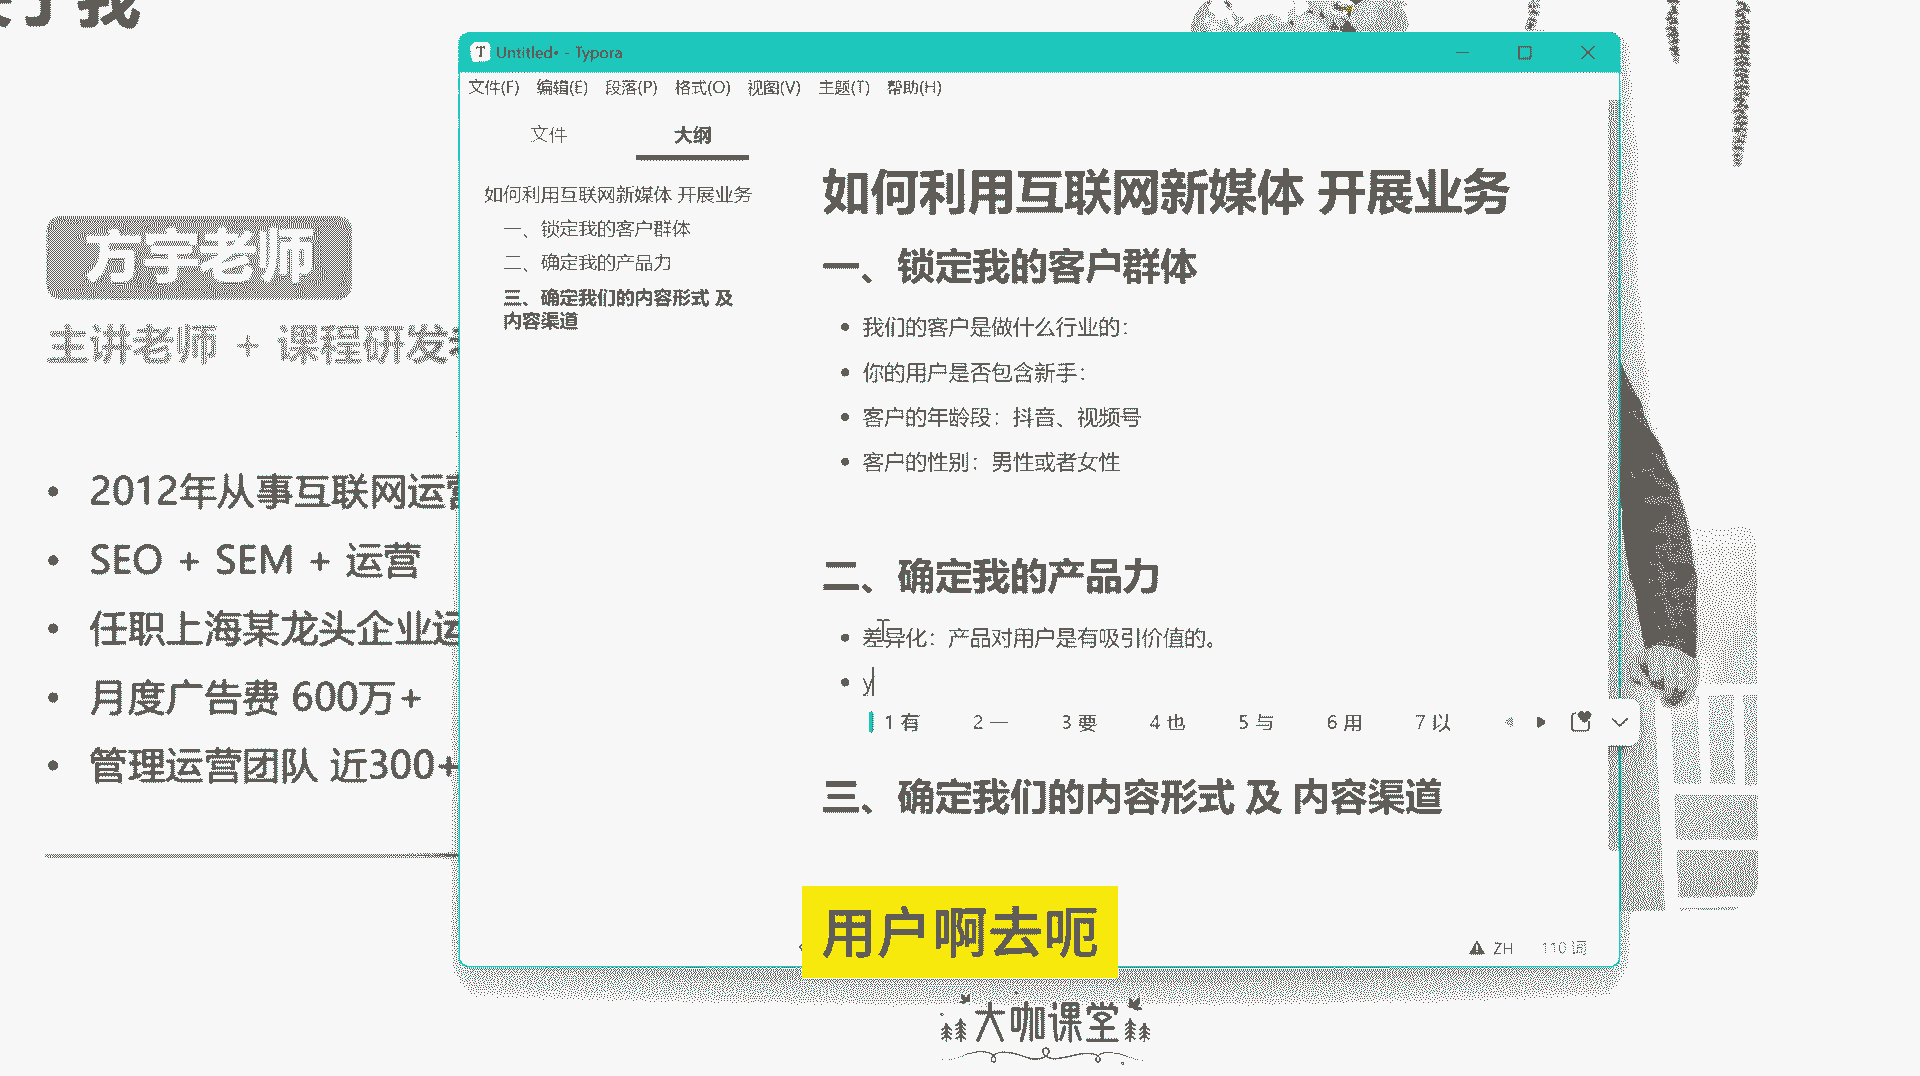 我
方宇老师
主讲老师 + 课程研发
2012年从事互联网运营
SEO + SEM + 运营
任职上海某龙头企业运
月度广告费 600万+
管理运营团队 近300+
Untitled• - Typora
文件(F) 编辑(E) 段落(P) 格式(O) 视图(V) 主题(T) 帮助(H)
文件 大纲
如何利用互联网新媒体 开展业务
一、锁定我的客户群体
二、确定我的产品力
三、确定我们的内容形式 及
内容渠道
如何利用互联网新媒体 开展业务
一、锁定我的客户群体
我们的客户是做什么行业的：
你的用户是否包含新手：
客户的年龄段：抖音、视频号
客户的性别：男性或者女性
二、确定我的产品力
差异化：产品对用户是有吸引价值的。
y
1 有 2 一 3 要 4 也 5 与 6 用 7 以
三、确定我们的内容形式 及 内容渠道
ZH 110 词
用户啊去呃
大咖课堂